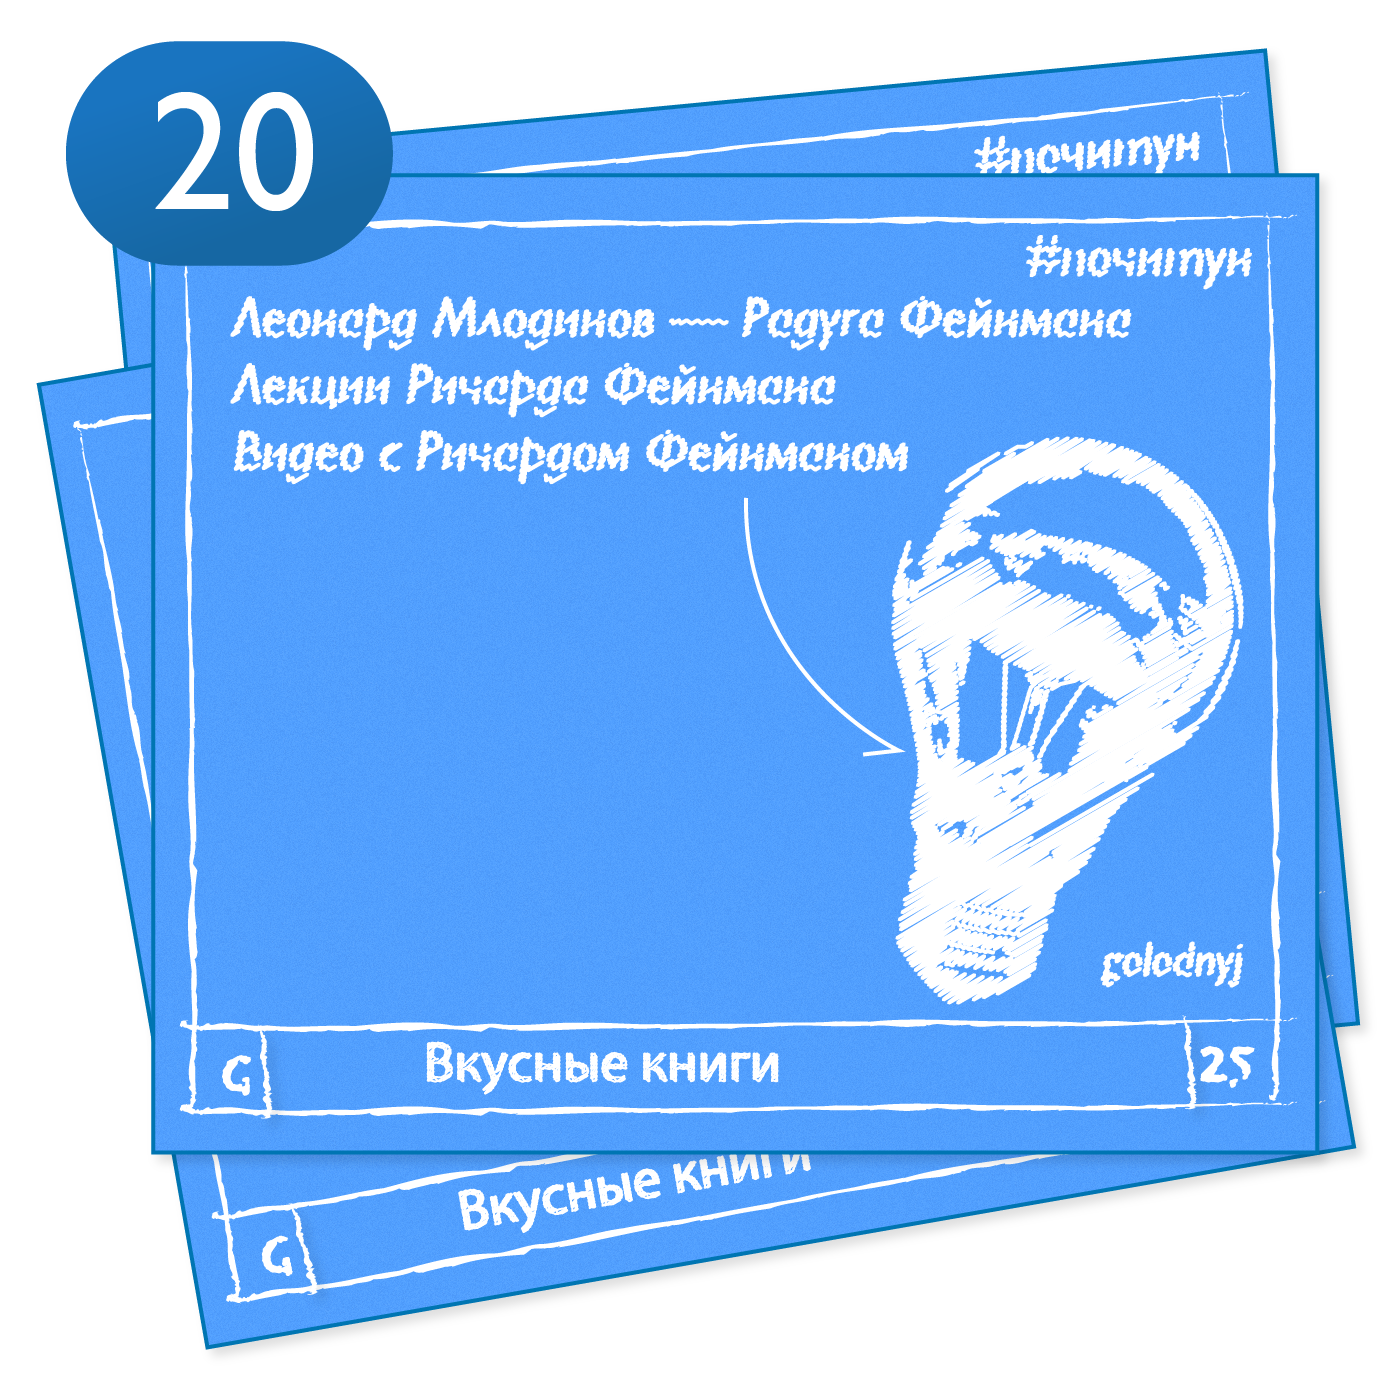 20
#почитун
#почитун
Леонард Млодинов — Радуга Фейнмана
Лекции Ричарда Фейнмана
Видео с Ричардом Фейнманом
golodnyj
G Вкусные книги 25
Вкусные книги
G